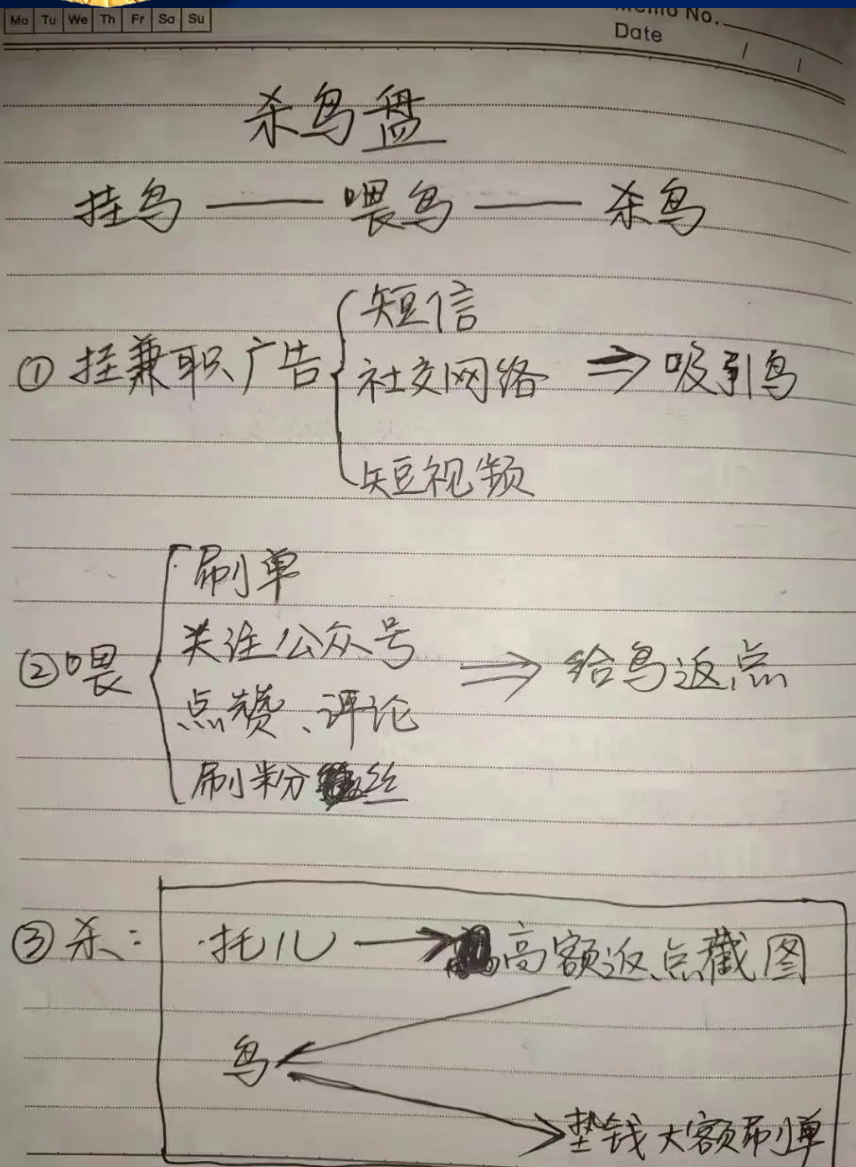 Mo Tu We Th Fr Sa Su
Memo No.
Date / /
杀鸟盘
挂鸟 —— 喂鸟 —— 杀鸟
① 挂兼职广告 { 短信
社交网络 ⇒ 吸引鸟
短视频
② 喂 { 刷单
关注公众号 ⇒ 给鸟返点
点赞、评论
刷粉丝
③ 杀: 托儿 → 高额返点截图
鸟
垫钱大额刷单